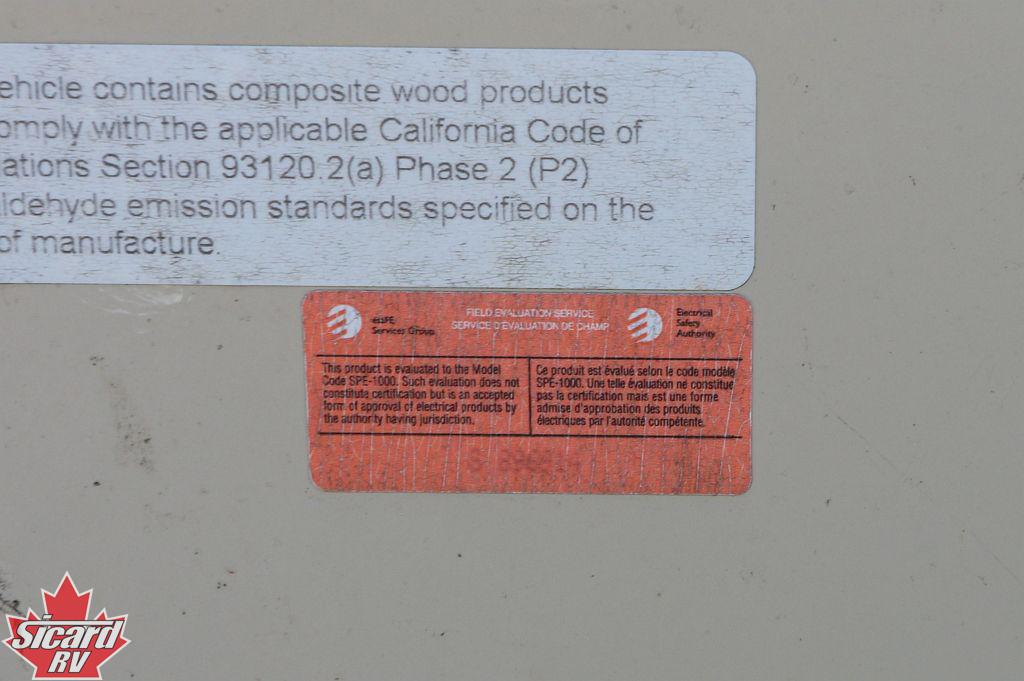 ehicle contains composite wood products
omply with the applicable California Code of
ations Section 93120.2(a) Phase 2 (P2)
ldehyde emission standards specified on the
of manufacture.
FIELD EVALUATION SERVICE
SERVICE D'ÉVALUATION DE CHAMP
Services Group
Electrical
Safety
Authority
This product is evaluated to the Model
Code SPE-1000. Such evaluation does not
constitute certification but is an accepted
form of approval of electrical products by
the authority having jurisdiction.
Ce produit est évalué selon le code modèle
SPE-1000. Une telle évaluation ne constitue
pas la certification mais est une forme
admise d'approbation des produits
électriques par l'autorité compétente.
Sicard
RV